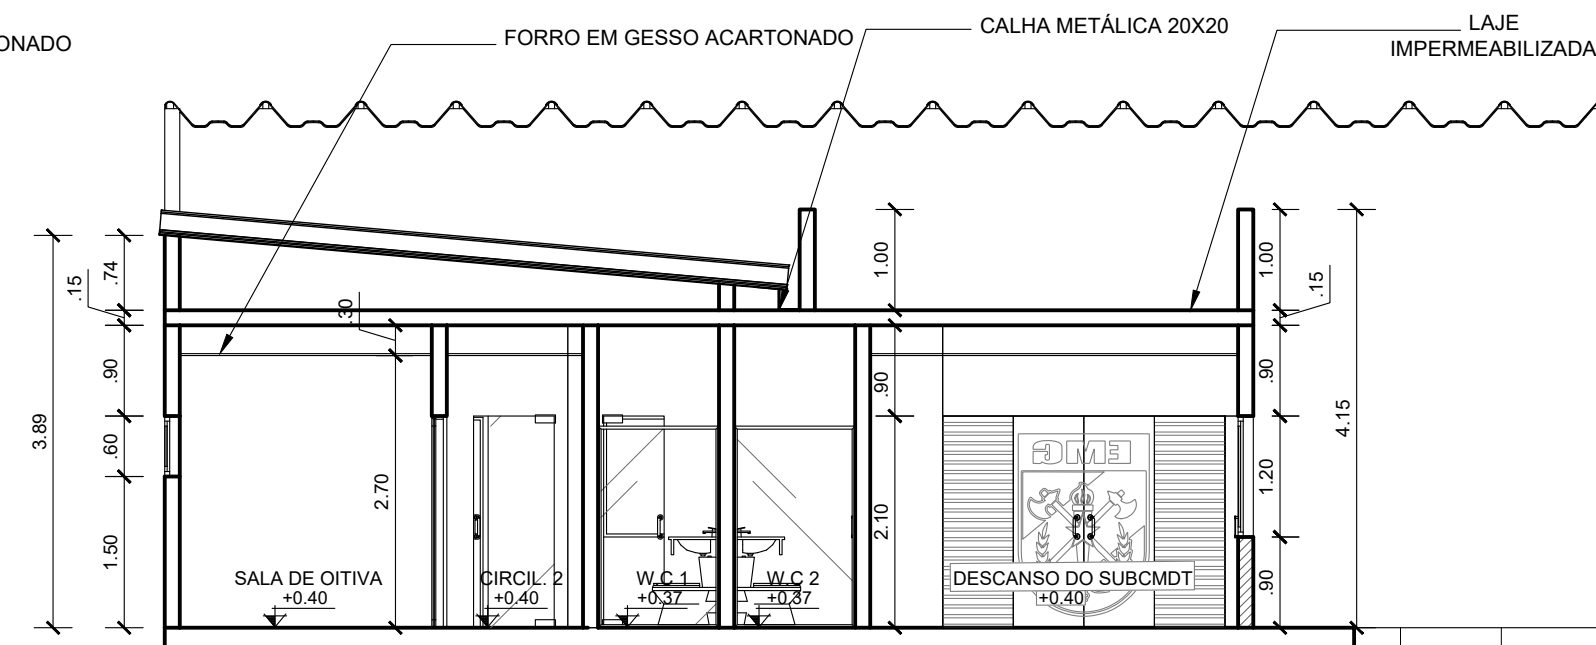 ONADO
FORRO EM GESSO ACARTONADO
CALHA METÁLICA 20X20
LAJE
IMPERMEABILIZADA
3.89
.15
.74
.90
.60
1.50
.30
2.70
1.00
.90
2.10
1.00
.15
.90
1.20
.90
4.15
SALA DE OITIVA
+0.40
CIRCIL. 2
+0.40
W.C 1
+0.37
W.C 2
+0.37
EMG
DESCANSO DO SUBCMDT
+0.40